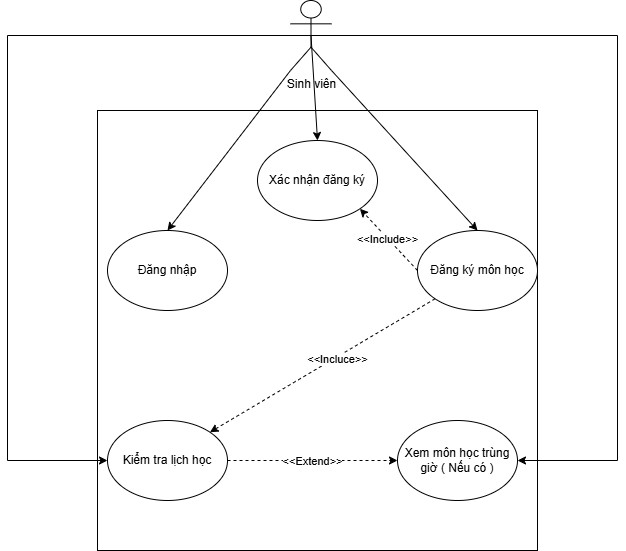 Sinh viên
Xác nhận đăng ký
<<Include>>
Đăng nhập
Đăng ký môn học
<<Incluce>>
Kiểm tra lịch học
<<Extend>>
Xem môn học trùng
giờ ( Nếu có )